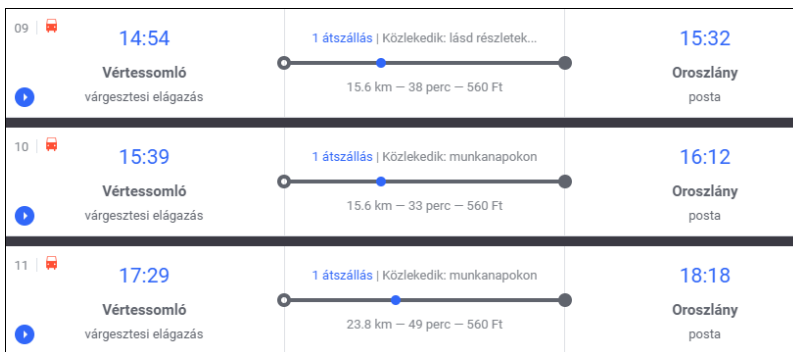 09
14:54
1 átszállás | Közlekedik: lásd részletek...
15:32
Vértessomló
Oroszlány
várgesztesi elágazás
15.6 km — 38 perc — 560 Ft
posta
10
15:39
1 átszállás | Közlekedik: munkanapokon
16:12
Vértessomló
Oroszlány
várgesztesi elágazás
15.6 km — 33 perc — 560 Ft
posta
11
17:29
1 átszállás | Közlekedik: munkanapokon
18:18
Vértessomló
Oroszlány
várgesztesi elágazás
23.8 km — 49 perc — 560 Ft
posta